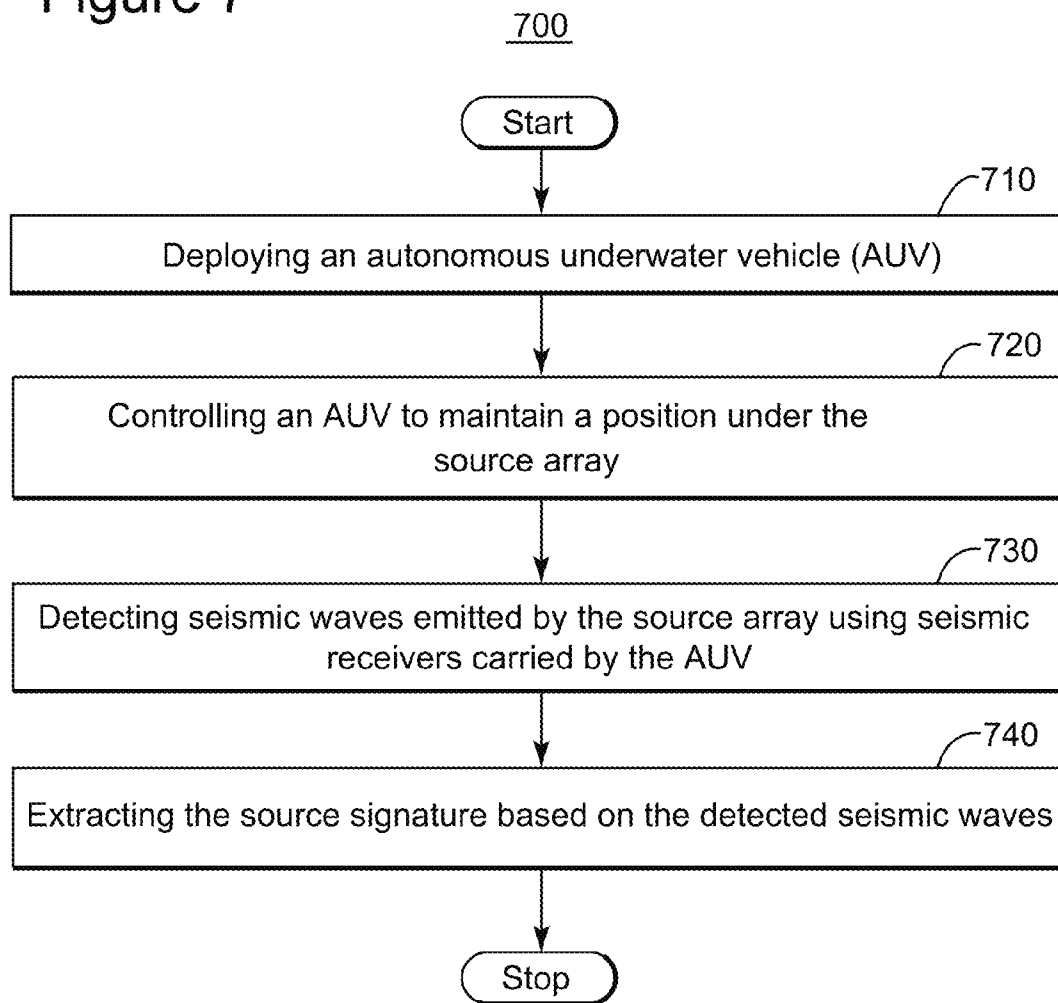 Figure 7
700
Start
710
Deploying an autonomous underwater vehicle (AUV)
720
Controlling an AUV to maintain a position under the
source array
730
Detecting seismic waves emitted by the source array using seismic
receivers carried by the AUV
740
Extracting the source signature based on the detected seismic waves
Stop